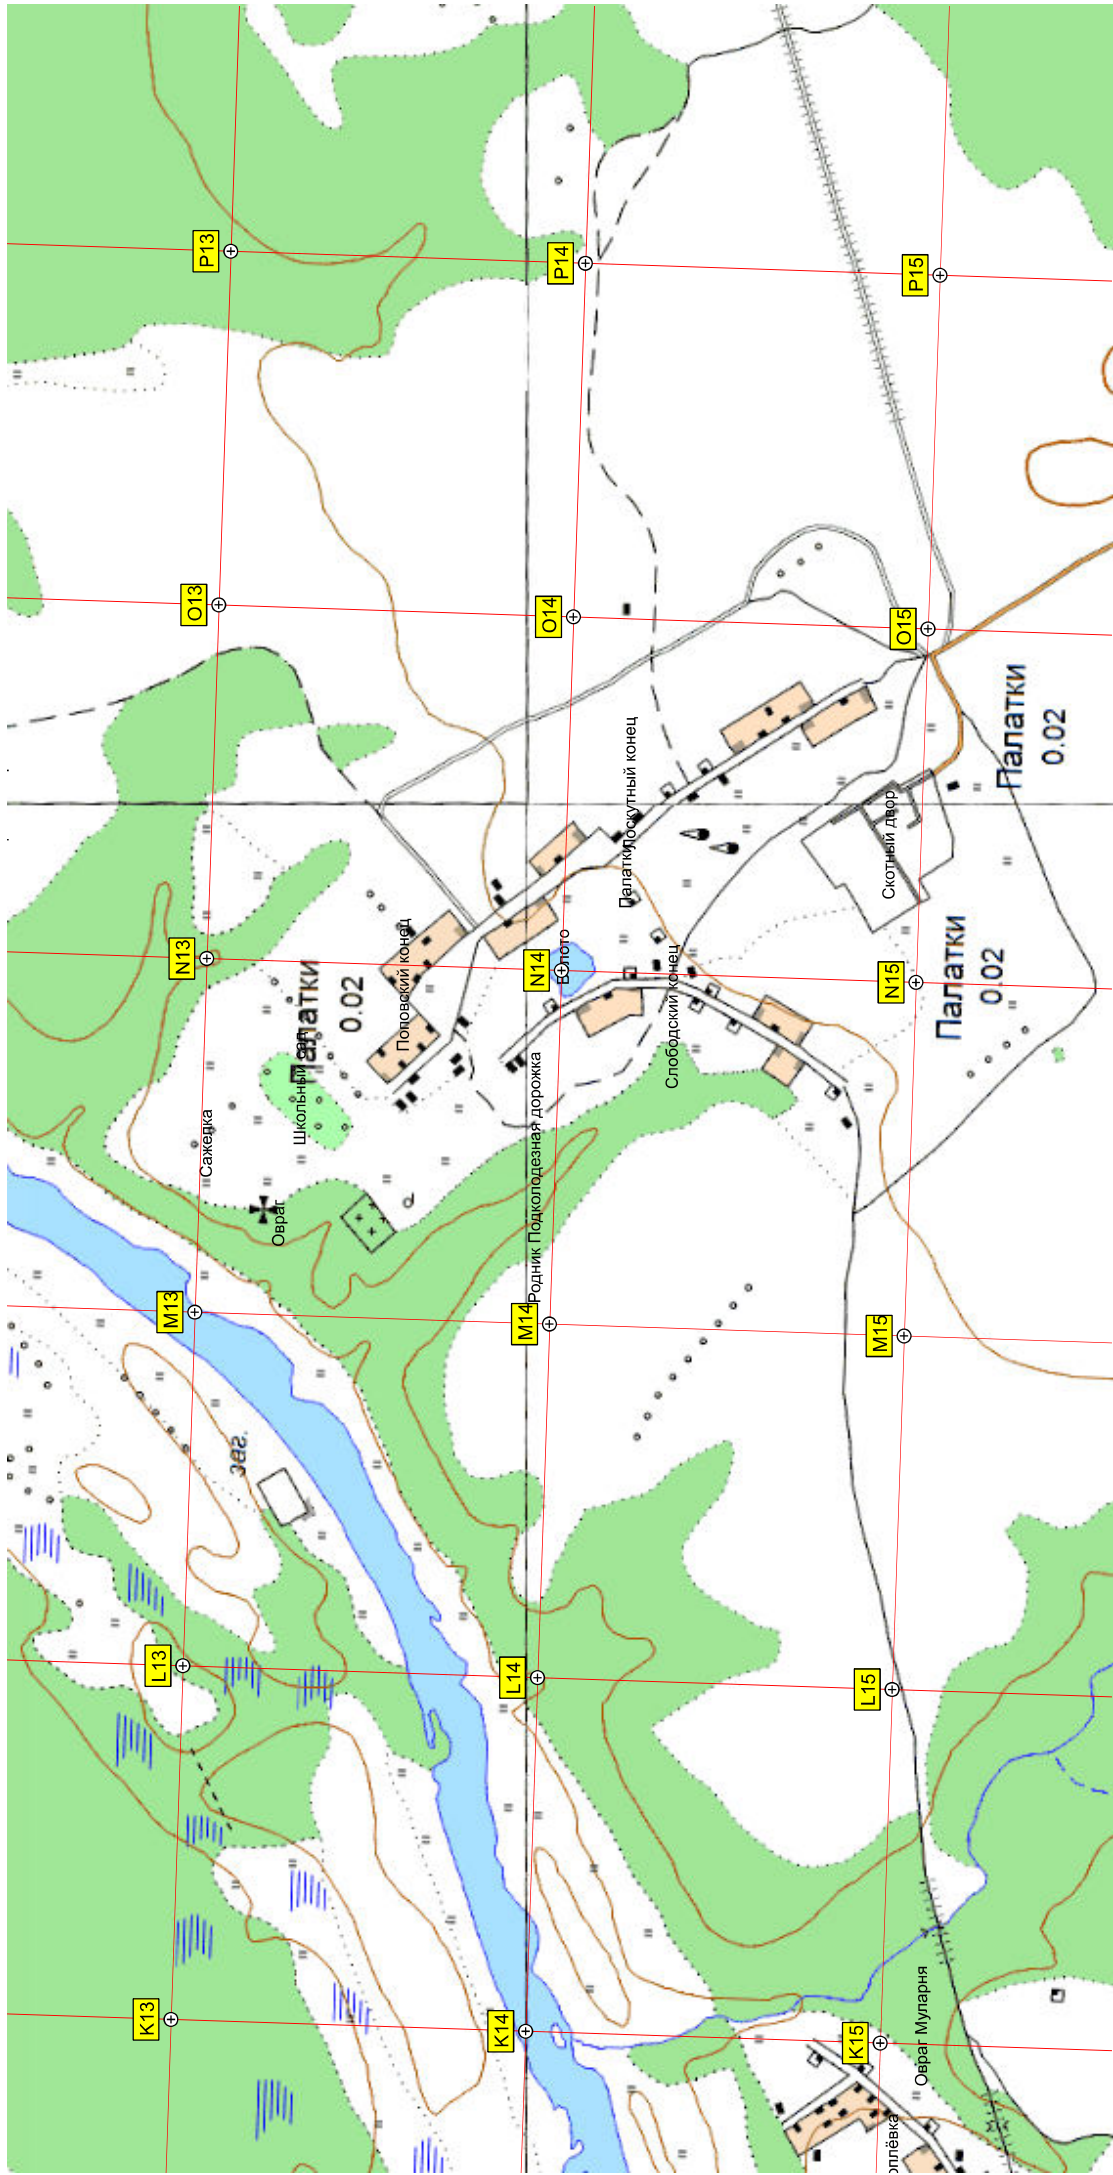 P13
P14
P15
O13
O14
O15
Палатки
0.02
Лоскутный конец
Палатки
Скотный двор
N13
N14
N15
Болото
Поповский конец
Палатки
0.02
Палатки
0.02
Слободский конец
Школьный сад
Сажелка
Родник Подколодезная дорожка
Овраг
M13
M14
M15
заг.
L13
L14
L15
K13
K14
K15
Овраг Муларня
оплёвка